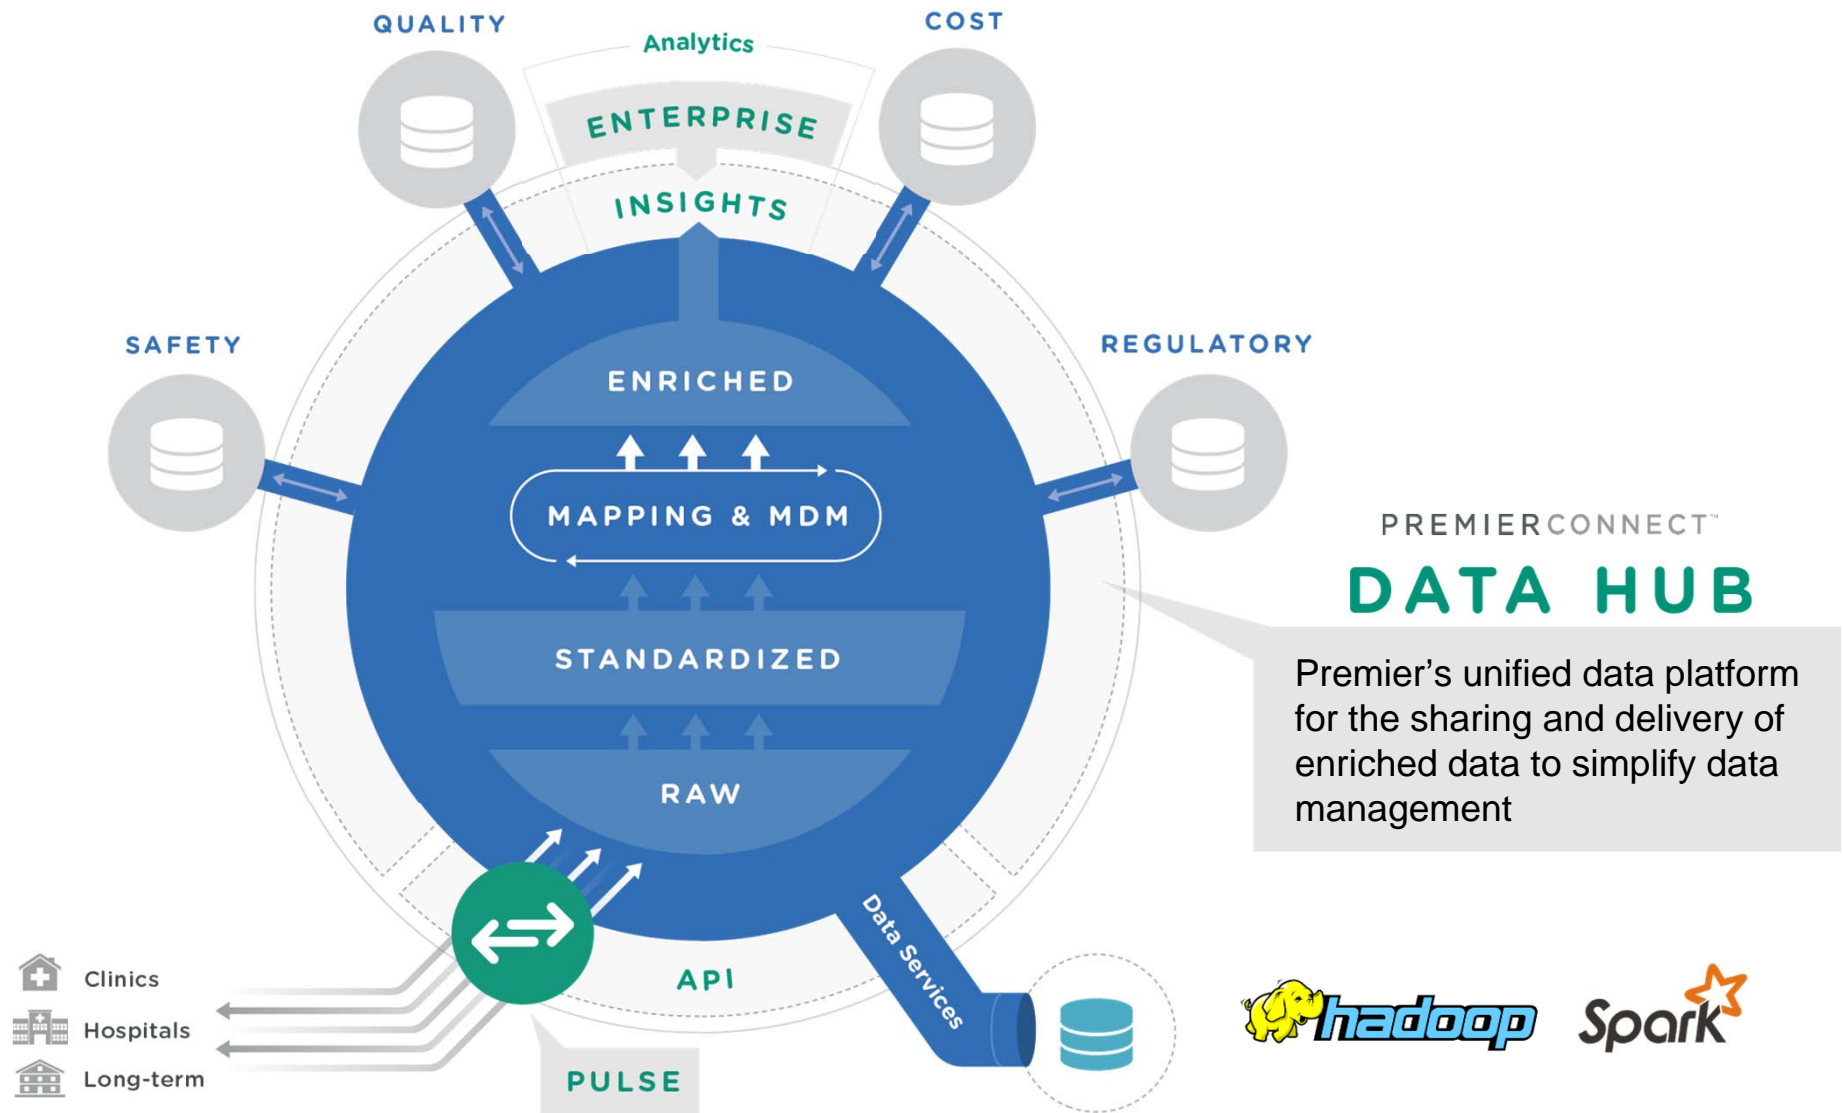 QUALITY
COST
Analytics
ENTERPRISE
INSIGHTS
SAFETY
REGULATORY
ENRICHED
MAPPING & MDM
STANDARDIZED
RAW
PREMIERCONNECT™
DATA HUB
Premier’s unified data platform
for the sharing and delivery of
enriched data to simplify data
management
Data Services
API
Clinics
Hospitals
Long-term
PULSE
hadoop
Spark